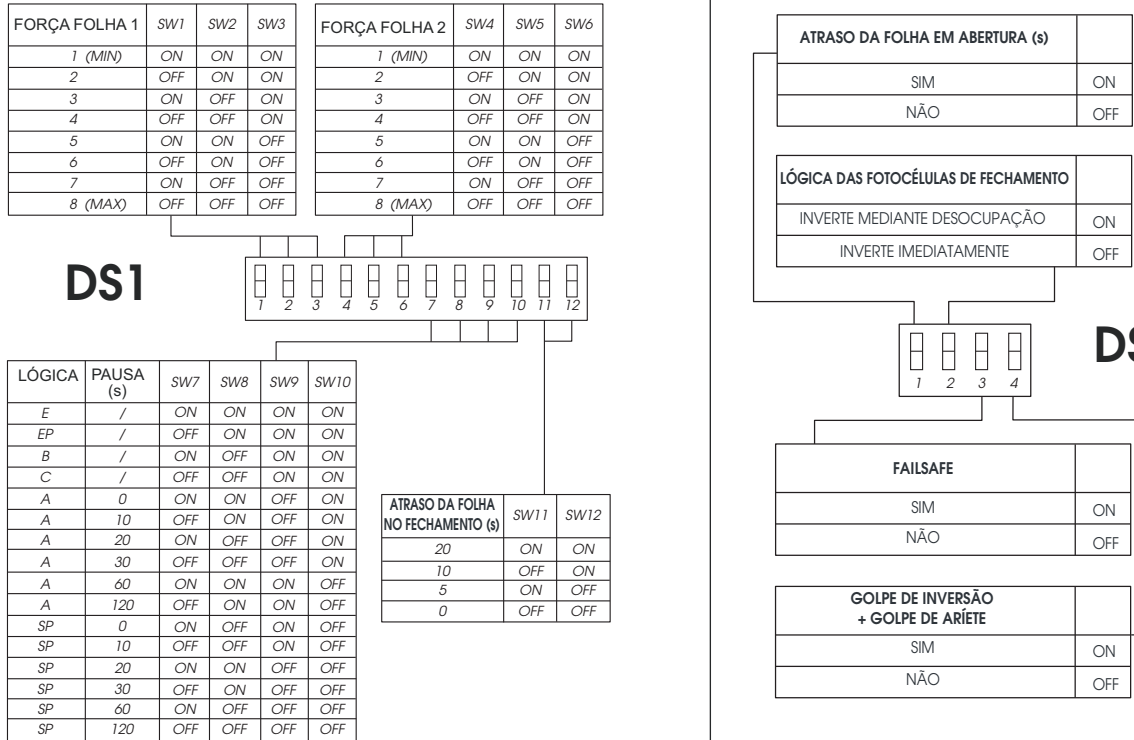 FORÇA FOLHA 1 SW1 SW2 SW3
1 (MIN) ON ON ON
2 OFF ON ON
3 ON OFF ON
4 OFF OFF ON
5 ON ON OFF
6 OFF ON OFF
7 ON OFF OFF
8 (MAX) OFF OFF OFF
FORÇA FOLHA 2 SW4 SW5 SW6
1 (MIN) ON ON ON
2 OFF ON ON
3 ON OFF ON
4 OFF OFF ON
5 ON ON OFF
6 OFF ON OFF
7 ON OFF OFF
8 (MAX) OFF OFF OFF
DS1
1 2 3 4 5 6 7 8 9 10 11 12
LÓGICA PAUSA (s) SW7 SW8 SW9 SW10
E / ON ON ON ON
EP / OFF ON ON ON
B / ON OFF ON ON
C / OFF OFF ON ON
A 0 ON ON OFF ON
A 10 OFF ON OFF ON
A 20 ON OFF OFF ON
A 30 OFF OFF OFF ON
A 60 ON ON ON OFF
A 120 OFF ON ON OFF
SP 0 ON OFF ON OFF
SP 10 OFF OFF ON OFF
SP 20 ON ON OFF OFF
SP 30 OFF ON OFF OFF
SP 60 ON OFF OFF OFF
SP 120 OFF OFF OFF OFF
ATRASO DA FOLHA
NO FECHAMENTO (s) SW11 SW12
20 ON ON
10 OFF ON
5 ON OFF
0 OFF OFF
ATRASO DA FOLHA EM ABERTURA (s)
SIM ON
NÃO OFF
LÓGICA DAS FOTOCÉLULAS DE FECHAMENTO
INVERTE MEDIANTE DESOCUPAÇÃO ON
INVERTE IMEDIATAMENTE OFF
1 2 3 4
FAILSAFE
SIM ON
NÃO OFF
GOLPE DE INVERSÃO
+ GOLPE DE ARÍETE
SIM ON
NÃO OFF